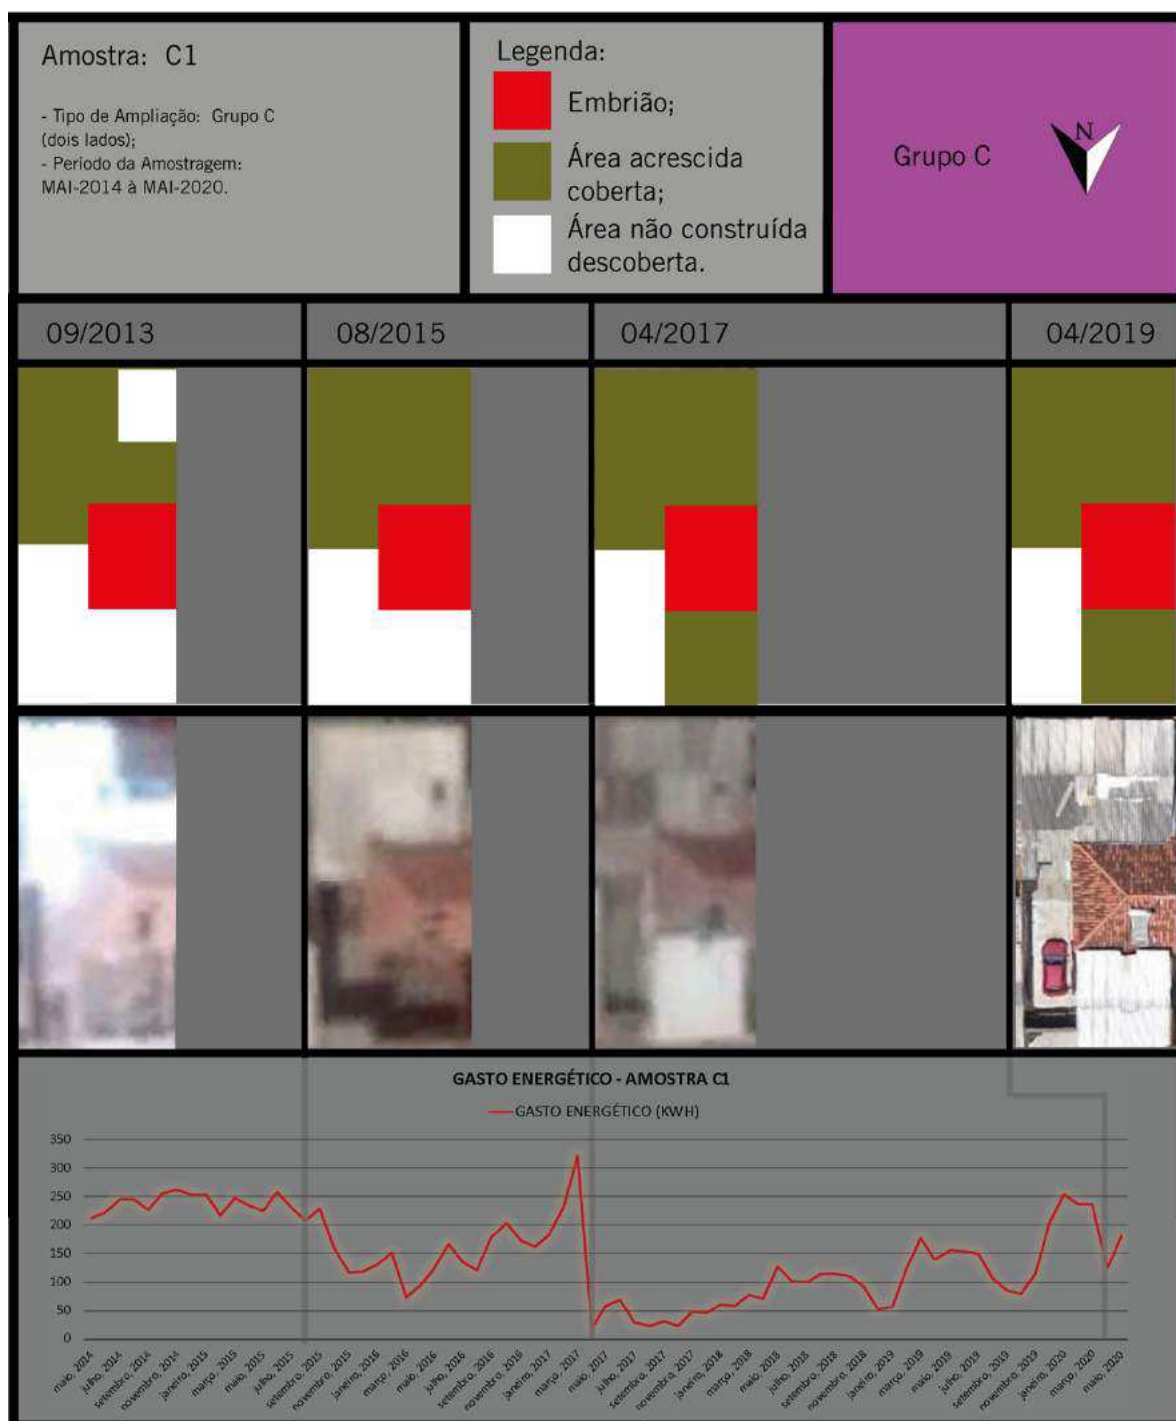 Amostra: C1
- Tipo de Ampliação: Grupo C
(dois lados);
- Período da Amostragem:
MAI-2014 à MAI-2020.
Legenda:
Embrião;
Área acrescida
coberta;
Área não construída
descoberta.
Grupo C
N
09/2013
08/2015
04/2017
04/2019
GASTO ENERGÉTICO - AMOSTRA C1
GASTO ENERGÉTICO (KWH)
350
300
250
200
150
100
50
0
maio, 2014
julho, 2014
setembro, 2014
novembro, 2014
janeiro, 2015
março, 2015
maio, 2015
julho, 2015
setembro, 2015
novembro, 2015
janeiro, 2016
março, 2016
maio, 2016
julho, 2016
setembro, 2016
novembro, 2016
janeiro, 2017
março, 2017
maio, 2017
julho, 2017
setembro, 2017
novembro, 2017
janeiro, 2018
março, 2018
maio, 2018
julho, 2018
setembro, 2018
novembro, 2018
janeiro, 2019
março, 2019
maio, 2019
julho, 2019
setembro, 2019
novembro, 2019
janeiro, 2020
março, 2020
maio, 2020